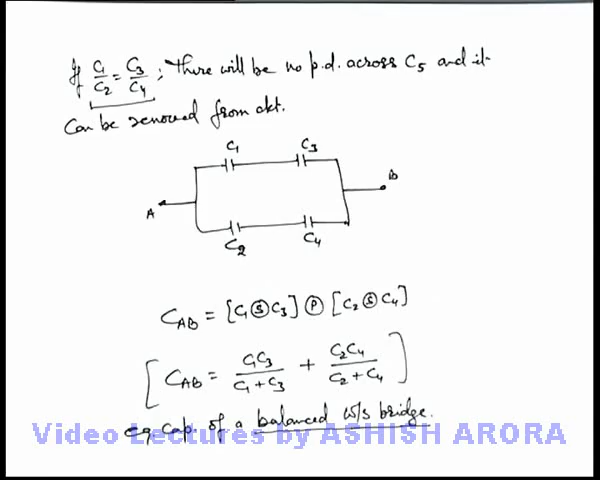 If C₁/C₂ = C₃/C₄ ; There will be no p.d. across C₅ and it
can be removed from ckt.
C₁ C₃
A B
C₂ C₄
C_AB = [C₁ Ⓢ C₃] Ⓟ [C₂ Ⓢ C₄]
[ C_AB = C₁C₃/(C₁+C₃) + C₂C₄/(C₂+C₄) ]
eq cap. of a balanced w/s bridge.
Video Lectures by ASHISH ARORA